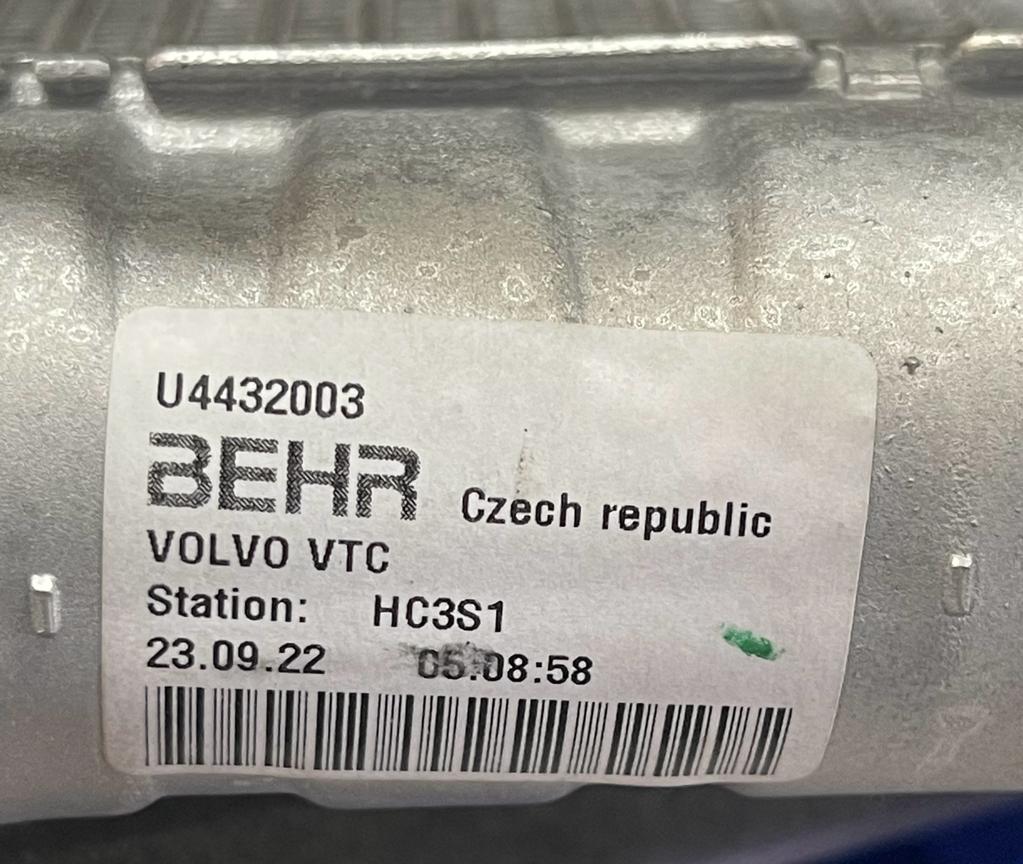 U4432003
BEHR Czech republic
VOLVO VTC
Station: HC3S1
23.09.22 05:08:58